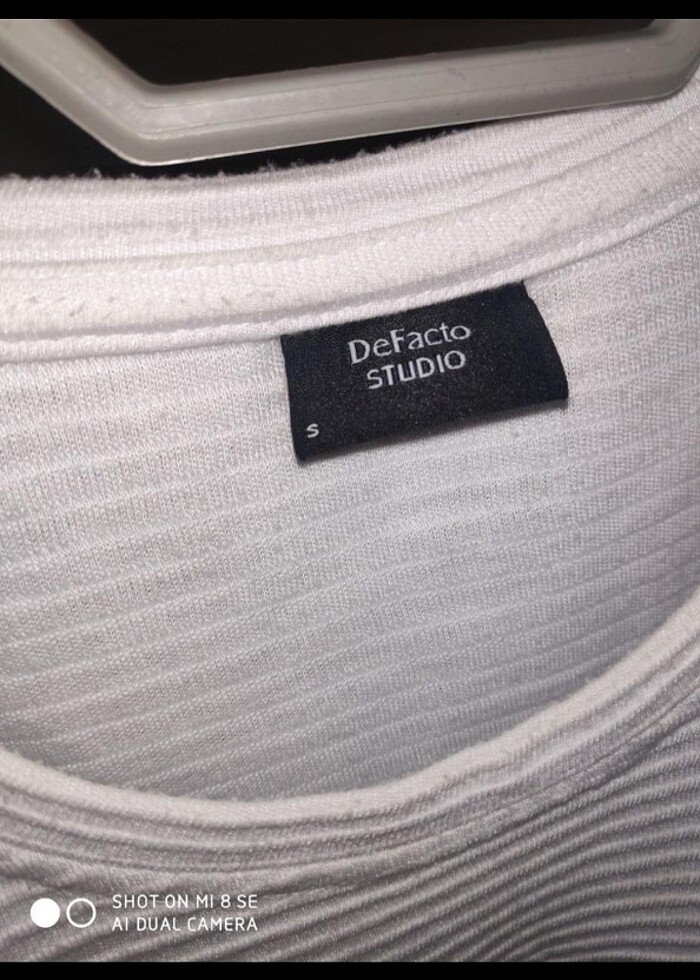 DeFacto
STUDIO
S
SHOT ON MI 8 SE
AI DUAL CAMERA